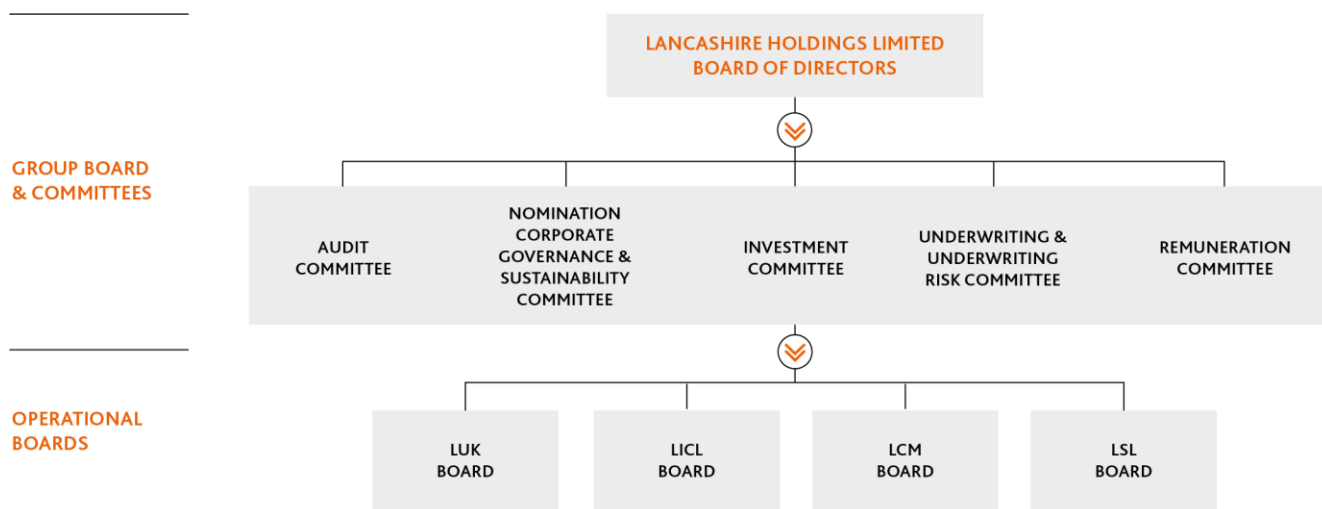 LANCASHIRE HOLDINGS LIMITED
BOARD OF DIRECTORS
GROUP BOARD
& COMMITTEES
AUDIT
COMMITTEE
NOMINATION
CORPORATE
GOVERNANCE &
SUSTAINABILITY
COMMITTEE
INVESTMENT
COMMITTEE
UNDERWRITING &
UNDERWRITING
RISK COMMITTEE
REMUNERATION
COMMITTEE
OPERATIONAL
BOARDS
LUK
BOARD
LICL
BOARD
LCM
BOARD
LSL
BOARD